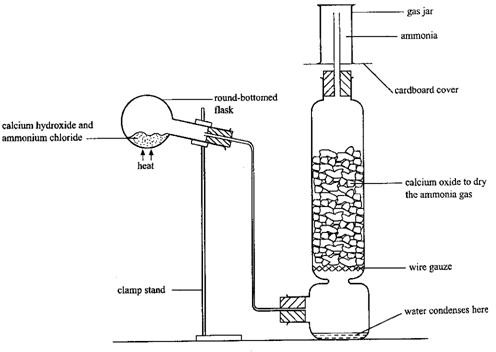 gas jar
ammonia
cardboard cover
round-bottomed
flask
calcium hydroxide and
ammonium chloride
heat
calcium oxide to dry
the ammonia gas
wire gauze
clamp stand
water condenses here